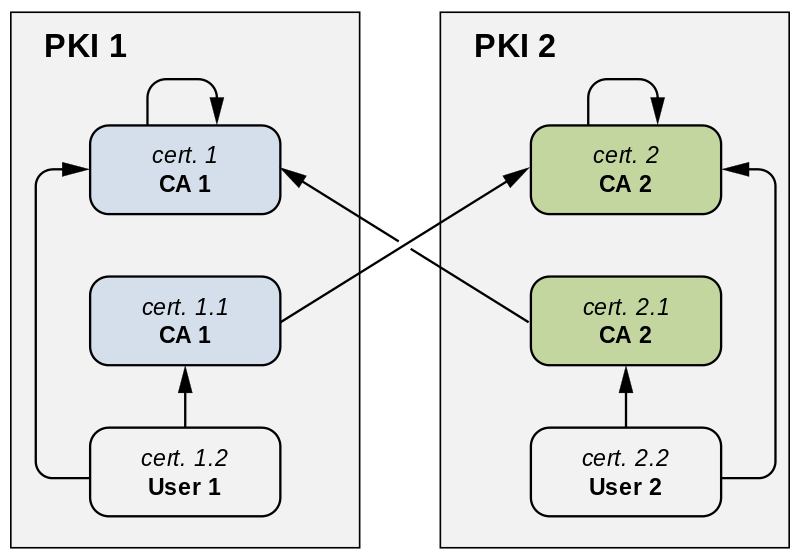 PKI 1
cert. 1
CA 1
cert. 1.1
CA 1
cert. 1.2
User 1
PKI 2
cert. 2
CA 2
cert. 2.1
CA 2
cert. 2.2
User 2